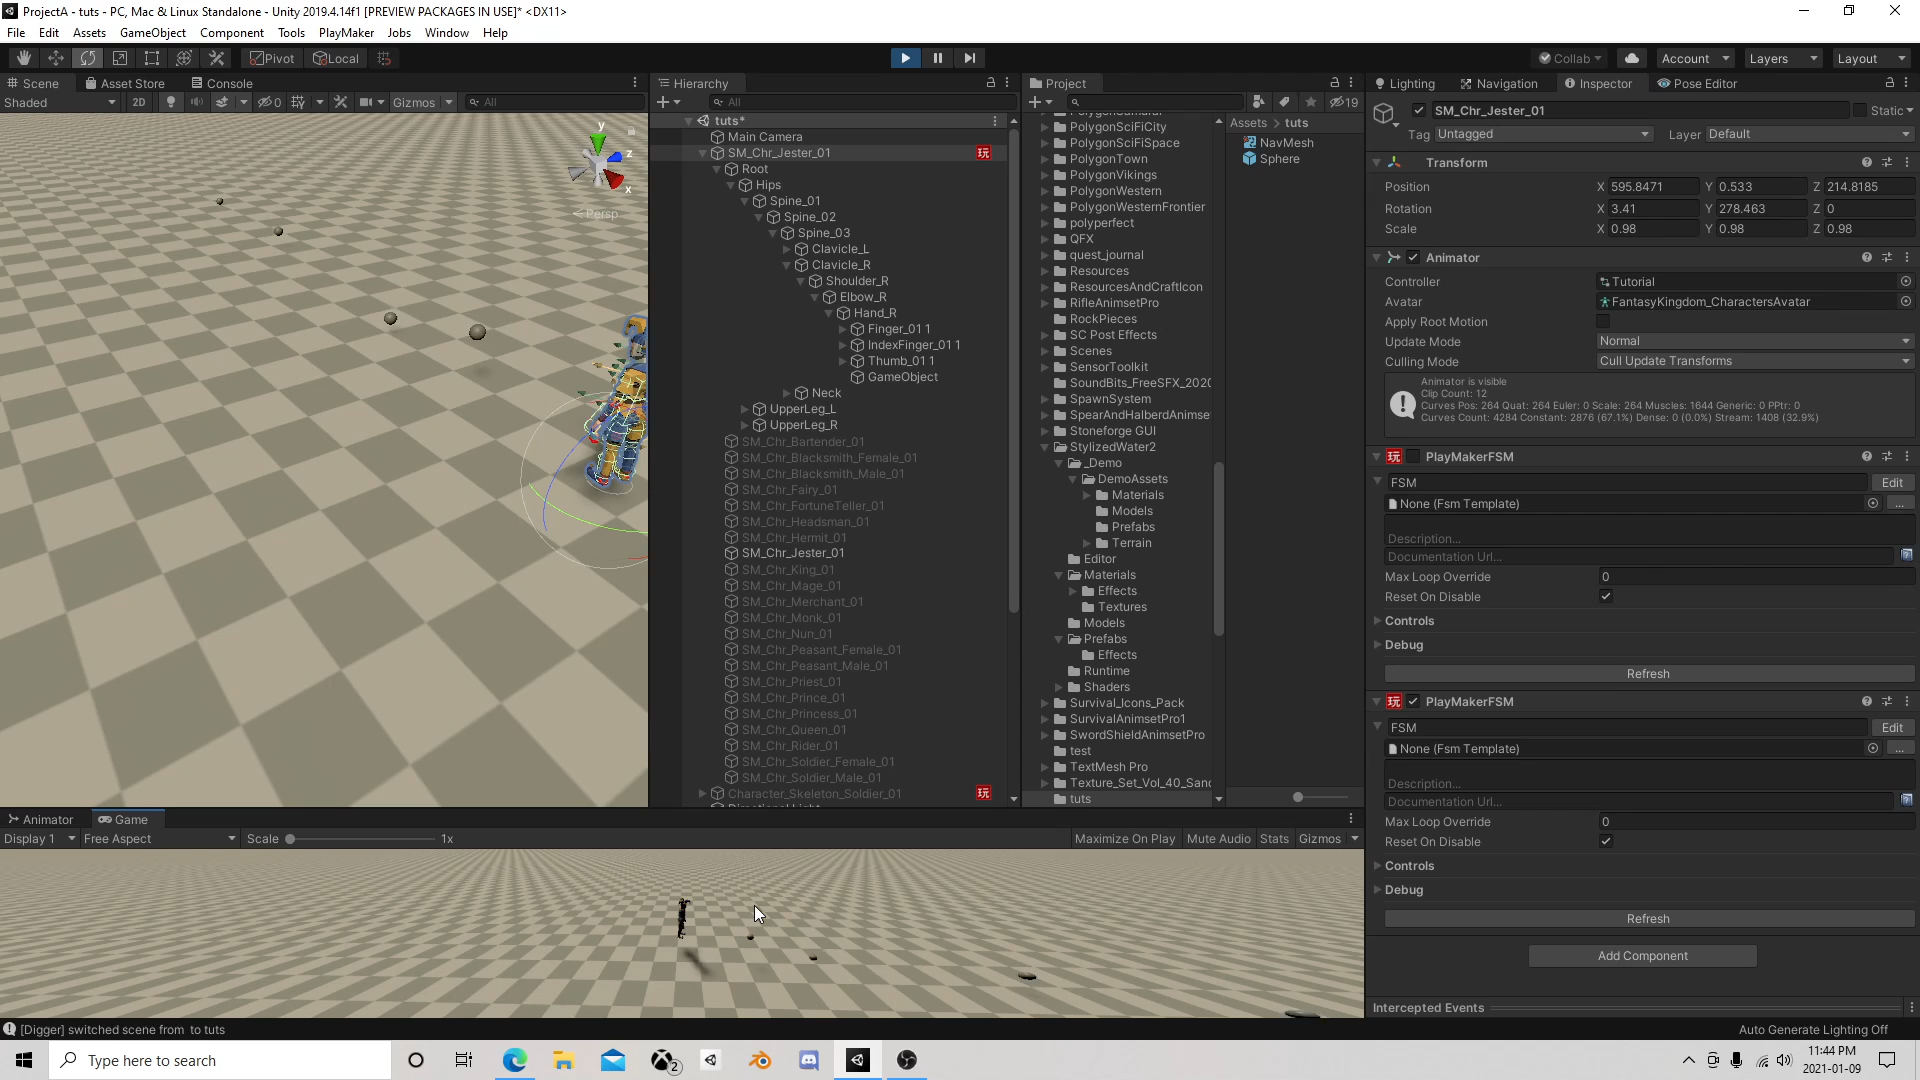 ProjectA - tuts - PC, Mac & Linux Standalone - Unity 2019.4.14f1 [PREVIEW PACKAGES IN USE]* <DX11>
File Edit Assets GameObject Component Tools PlayMaker Jobs Window Help
Pivot Local Collab Account Layers Layout
Scene Asset Store Console
Shaded 2D 0 Gizmos All
y
z
x
Persp
Hierarchy
All
tuts*
Main Camera
SM_Chr_Jester_01 玩
Root
Hips
Spine_01
Spine_02
Spine_03
Clavicle_L
Clavicle_R
Shoulder_R
Elbow_R
Hand_R
Finger_01 1
IndexFinger_01 1
Thumb_01 1
GameObject
Neck
UpperLeg_L
UpperLeg_R
SM_Chr_Bartender_01
SM_Chr_Blacksmith_Female_01
SM_Chr_Blacksmith_Male_01
SM_Chr_Fairy_01
SM_Chr_FortuneTeller_01
SM_Chr_Headsman_01
SM_Chr_Hermit_01
SM_Chr_Jester_01
SM_Chr_King_01
SM_Chr_Mage_01
SM_Chr_Merchant_01
SM_Chr_Monk_01
SM_Chr_Nun_01
SM_Chr_Peasant_Female_01
SM_Chr_Peasant_Male_01
SM_Chr_Priest_01
SM_Chr_Prince_01
SM_Chr_Princess_01
SM_Chr_Queen_01
SM_Chr_Rider_01
SM_Chr_Soldier_Female_01
SM_Chr_Soldier_Male_01
Character_Skeleton_Soldier_01 玩
Project
19
PolygonSciFiCity
PolygonSciFiSpace
PolygonTown
PolygonVikings
PolygonWestern
PolygonWesternFrontier
polyperfect
QFX
quest_journal
Resources
ResourcesAndCraftIcon
RifleAnimsetPro
RockPieces
SC Post Effects
Scenes
SensorToolkit
SoundBits_FreeSFX_2020
SpawnSystem
SpearAndHalberdAnimse
Stoneforge GUI
StylizedWater2
_Demo
DemoAssets
Materials
Models
Prefabs
Terrain
Editor
Materials
Effects
Textures
Models
Prefabs
Effects
Runtime
Shaders
Survival_Icons_Pack
SurvivalAnimsetPro1
SwordShieldAnimsetPro
test
TextMesh Pro
Texture_Set_Vol_40_Sand
tuts
Assets > tuts
NavMesh
Sphere
Lighting Navigation Inspector Pose Editor
SM_Chr_Jester_01 Static
Tag Untagged Layer Default
Transform
Position X 595.8471 Y 0.533 Z 214.8185
Rotation X 3.41 Y 278.463 Z 0
Scale X 0.98 Y 0.98 Z 0.98
Animator
Controller Tutorial
Avatar FantasyKingdom_CharactersAvatar
Apply Root Motion
Update Mode Normal
Culling Mode Cull Update Transforms
Animator is visible
Clip Count: 12
Curves Pos: 264 Quat: 264 Euler: 0 Scale: 264 Muscles: 1644 Generic: 0 PPtr: 0
Curves Count: 4284 Constant: 2876 (67.1%) Dense: 0 (0.0%) Stream: 1408 (32.9%)
玩 PlayMakerFSM
FSM Edit
None (Fsm Template) ...
Description...
Documentation Url...
Max Loop Override 0
Reset On Disable
Controls
Debug
Refresh
玩 PlayMakerFSM
FSM Edit
None (Fsm Template) ...
Description...
Documentation Url...
Max Loop Override 0
Reset On Disable
Controls
Debug
Refresh
Add Component
Intercepted Events
Animator Game
Display 1 Free Aspect Scale 1x Maximize On Play Mute Audio Stats Gizmos
[Digger] switched scene from to tuts
Auto Generate Lighting Off
Type here to search
2
11:44 PM
2021-01-09